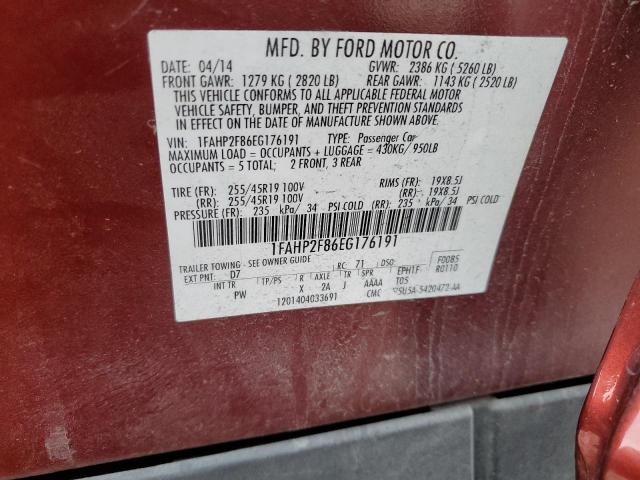 MFD. BY FORD MOTOR CO.
DATE: 04/14 GVWR: 2386 KG ( 5260 LB)
FRONT GAWR: 1279 KG ( 2820 LB) REAR GAWR: 1143 KG ( 2520 LB)
THIS VEHICLE CONFORMS TO ALL APPLICABLE FEDERAL MOTOR
VEHICLE SAFETY, BUMPER, AND THEFT PREVENTION STANDARDS
IN EFFECT ON THE DATE OF MANUFACTURE SHOWN ABOVE.
VIN: 1FAHP2F86EG176191 TYPE: Passenger Car
MAXIMUM LOAD = OCCUPANTS + LUGGAGE = 430KG/950LB
OCCUPANTS = 5 TOTAL; 2 FRONT, 3 REAR
TIRE (FR): 255/45R19 100V RIMS (FR): 19X8.5J
(RR): 255/45R19 100V (RR): 19X8.5J
PRESSURE (FR): 235 kPa/ 34 PSI COLD (RR): 235 kPa/ 34 PSI COLD
1FAHP2F86EG176191
TRAILER TOWING - SEE OWNER GUIDE
EXT PNT: D7 RC: 71 DSO: F0085
INT TR TP/PS R AXLE TR SPR EPH1F R0110
PW X 2A J AAAA T05
1201404033691 CMC 5420472-AA